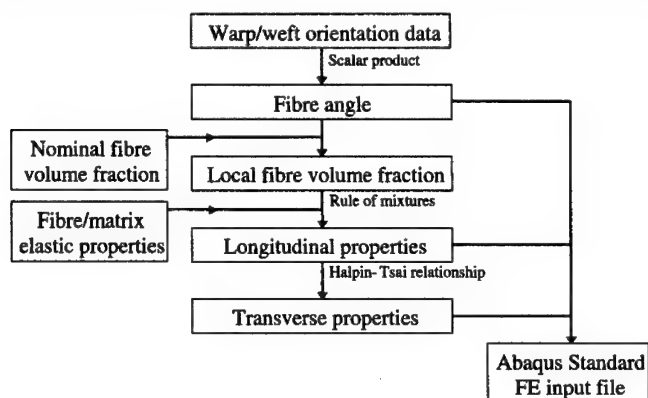 Warp/weft orientation data
Scalar product
Fibre angle
Nominal fibre
volume fraction
Local fibre volume fraction
Rule of mixtures
Fibre/matrix
elastic properties
Longitudinal properties
Halpin-Tsai relationship
Transverse properties
Abaqus Standard
FE input file